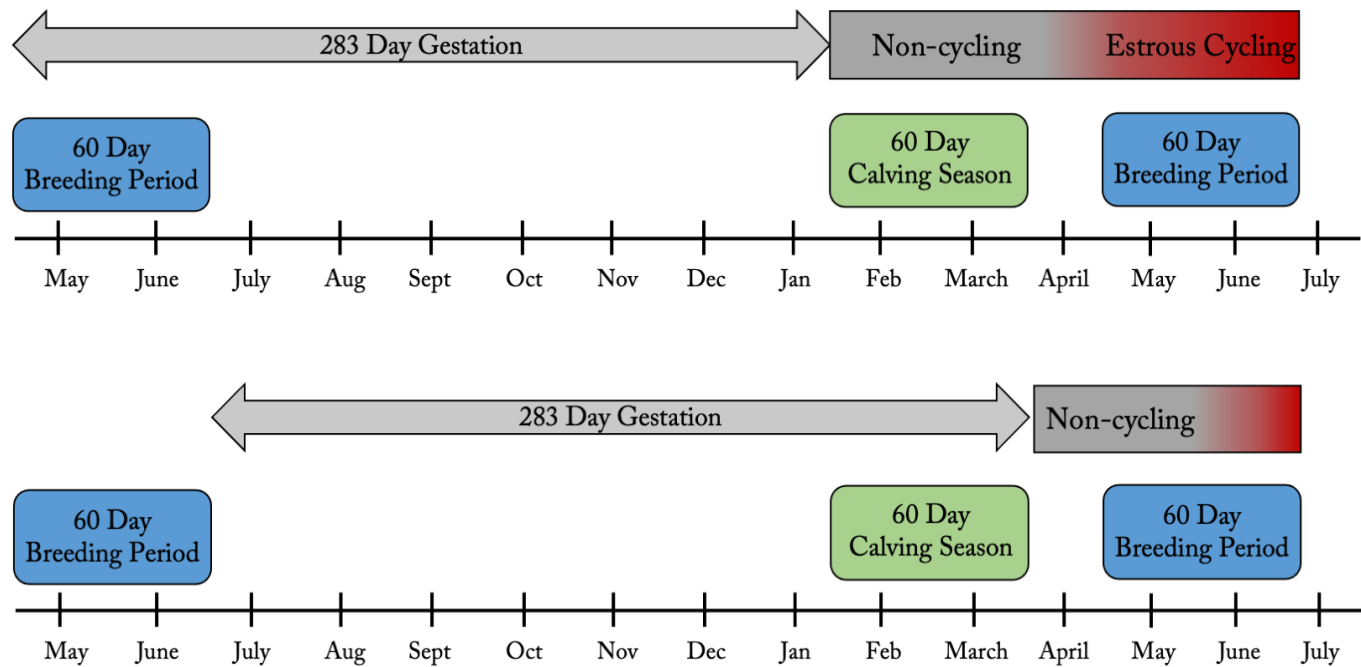 283 Day Gestation
Non-cycling
Estrous Cycling
60 Day
Breeding Period
60 Day
Calving Season
60 Day
Breeding Period
May June July Aug Sept Oct Nov Dec Jan Feb March April May June July
283 Day Gestation
Non-cycling
60 Day
Breeding Period
60 Day
Calving Season
60 Day
Breeding Period
May June July Aug Sept Oct Nov Dec Jan Feb March April May June July